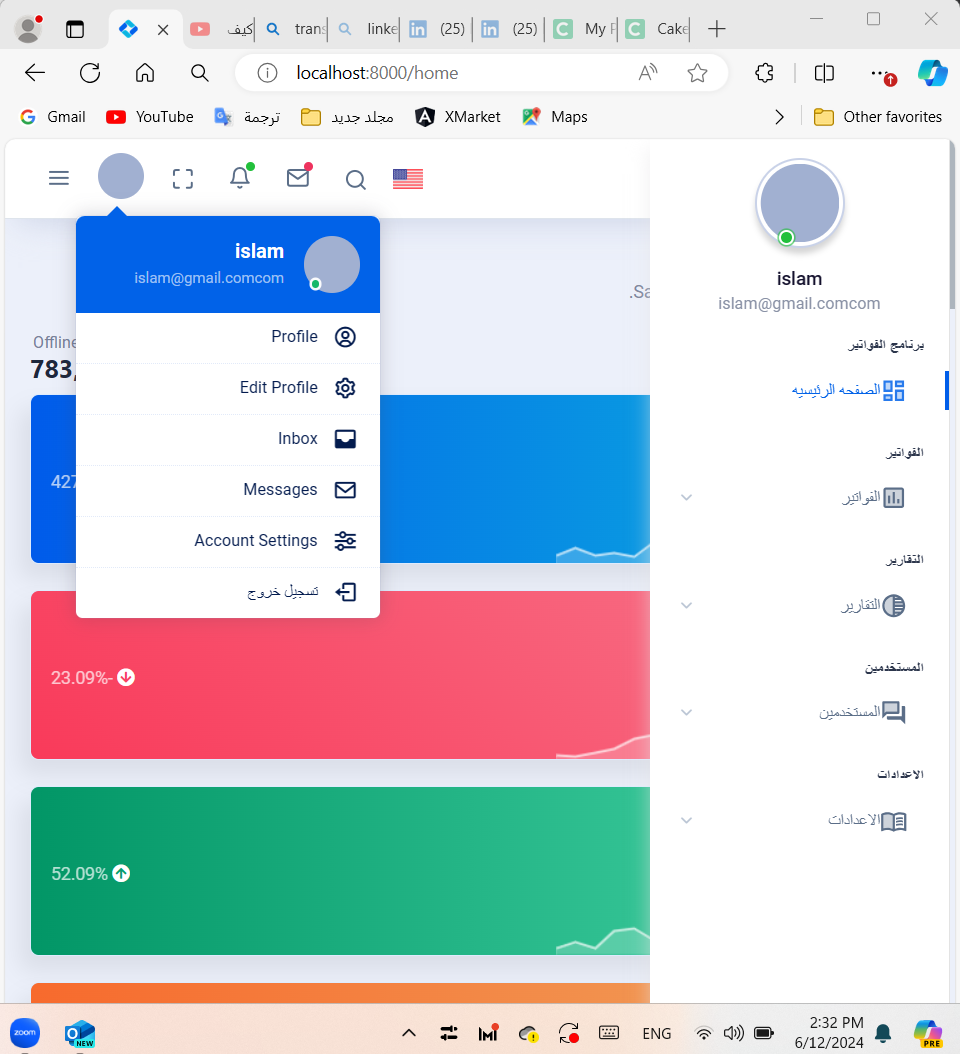 كيف
trans
linke
(25)
(25)
My P
Cake
localhost:8000/home
Gmail
YouTube
ترجمة
مجلد جديد
XMarket
Maps
Other favorites
islam
islam@gmail.comcom
Profile
Edit Profile
Inbox
Messages
Account Settings
تسجيل خروج
.Sa
Offline
783,
427
23.09%-
52.09%
islam
islam@gmail.comcom
برنامج الفواتير
الصفحه الرئيسيه
الفواتير
الفواتير
التقارير
التقارير
المستخدمين
المستخدمين
الاعدادات
الاعدادات
zoom
NEW
ENG
2:32 PM
6/12/2024
PRE